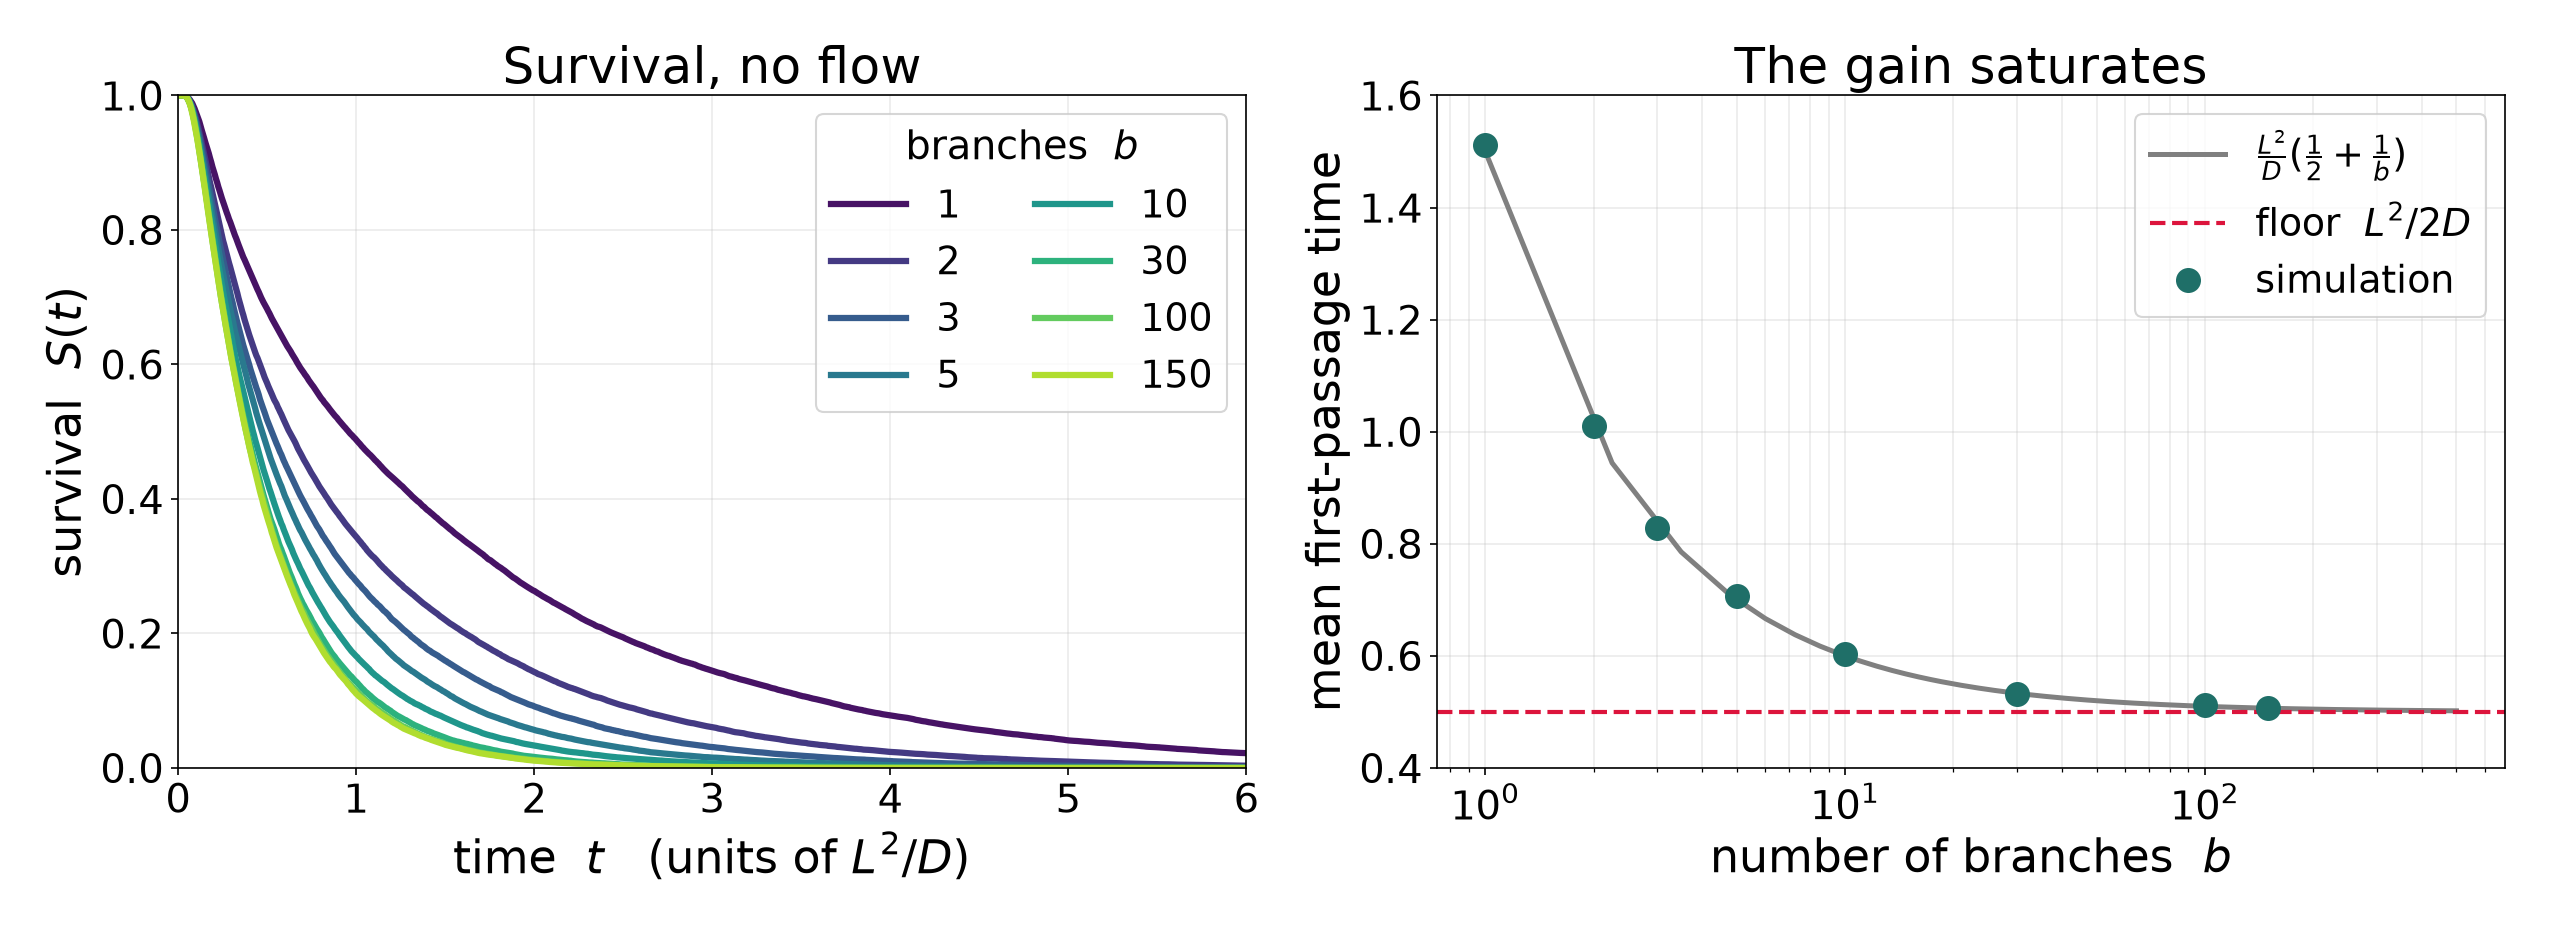 Survival, no flow
survival S(t)
1.0
0.8
0.6
0.4
0.2
0.0
0 1 2 3 4 5 6
time t (units of L²/D)
branches b
1 10
2 30
3 100
5 150
The gain saturates
mean first-passage time
1.6
1.4
1.2
1.0
0.8
0.6
0.4
10⁰ 10¹ 10²
number of branches b
L²/D(1/2 + 1/b)
floor L²/2D
simulation